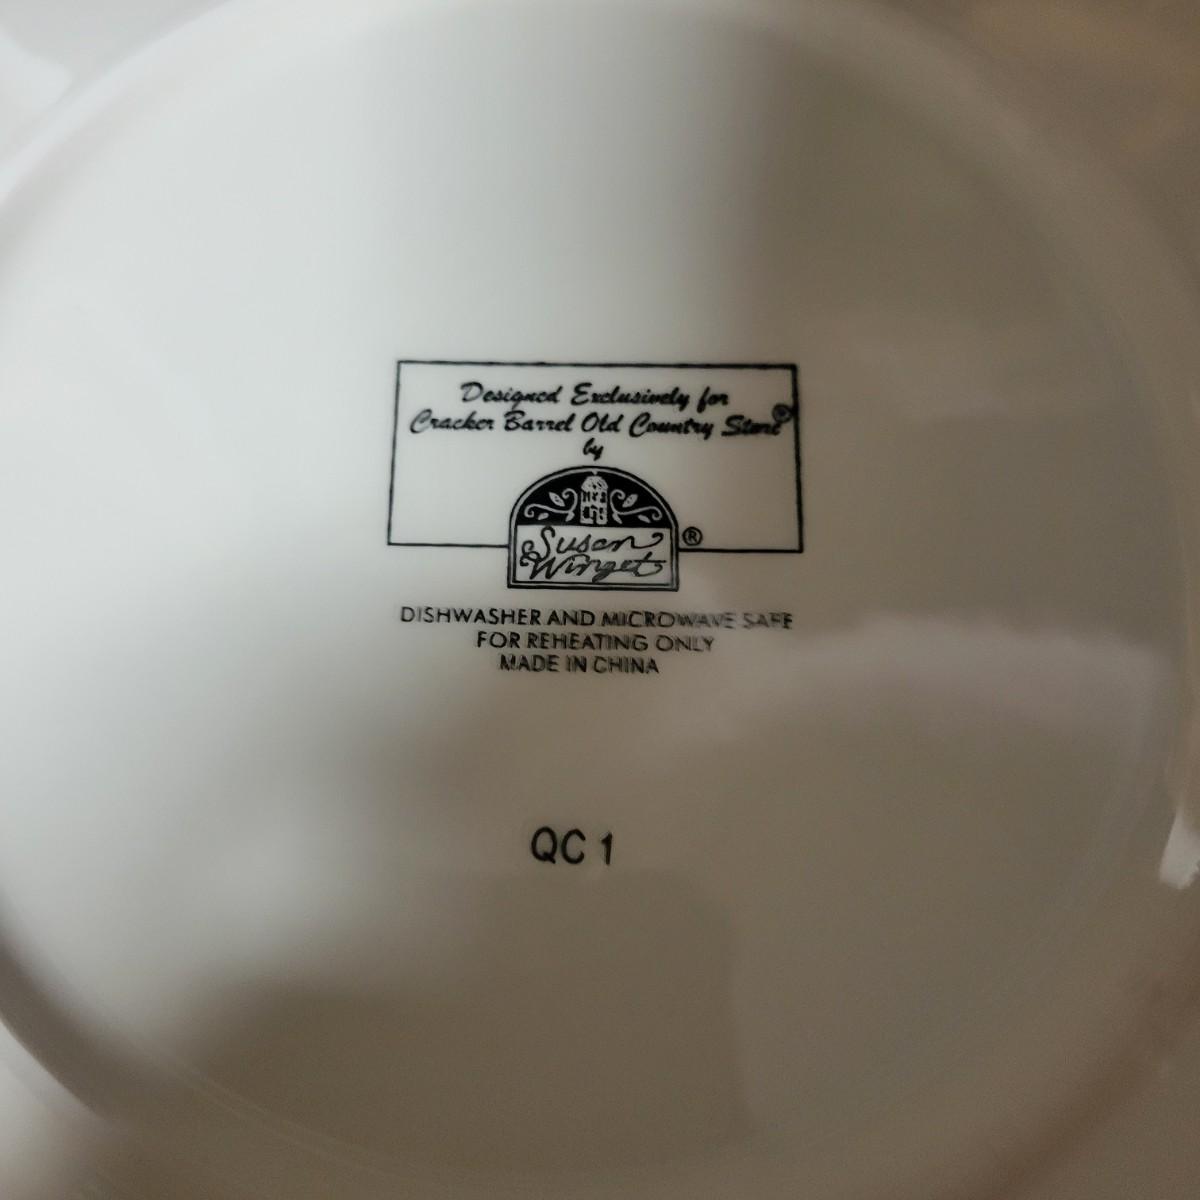 Designed Exclusively for
Cracker Barrel Old Country Store®
by
Susan
Winget ®
DISHWASHER AND MICROWAVE SAFE
FOR REHEATING ONLY
MADE IN CHINA
QC 1